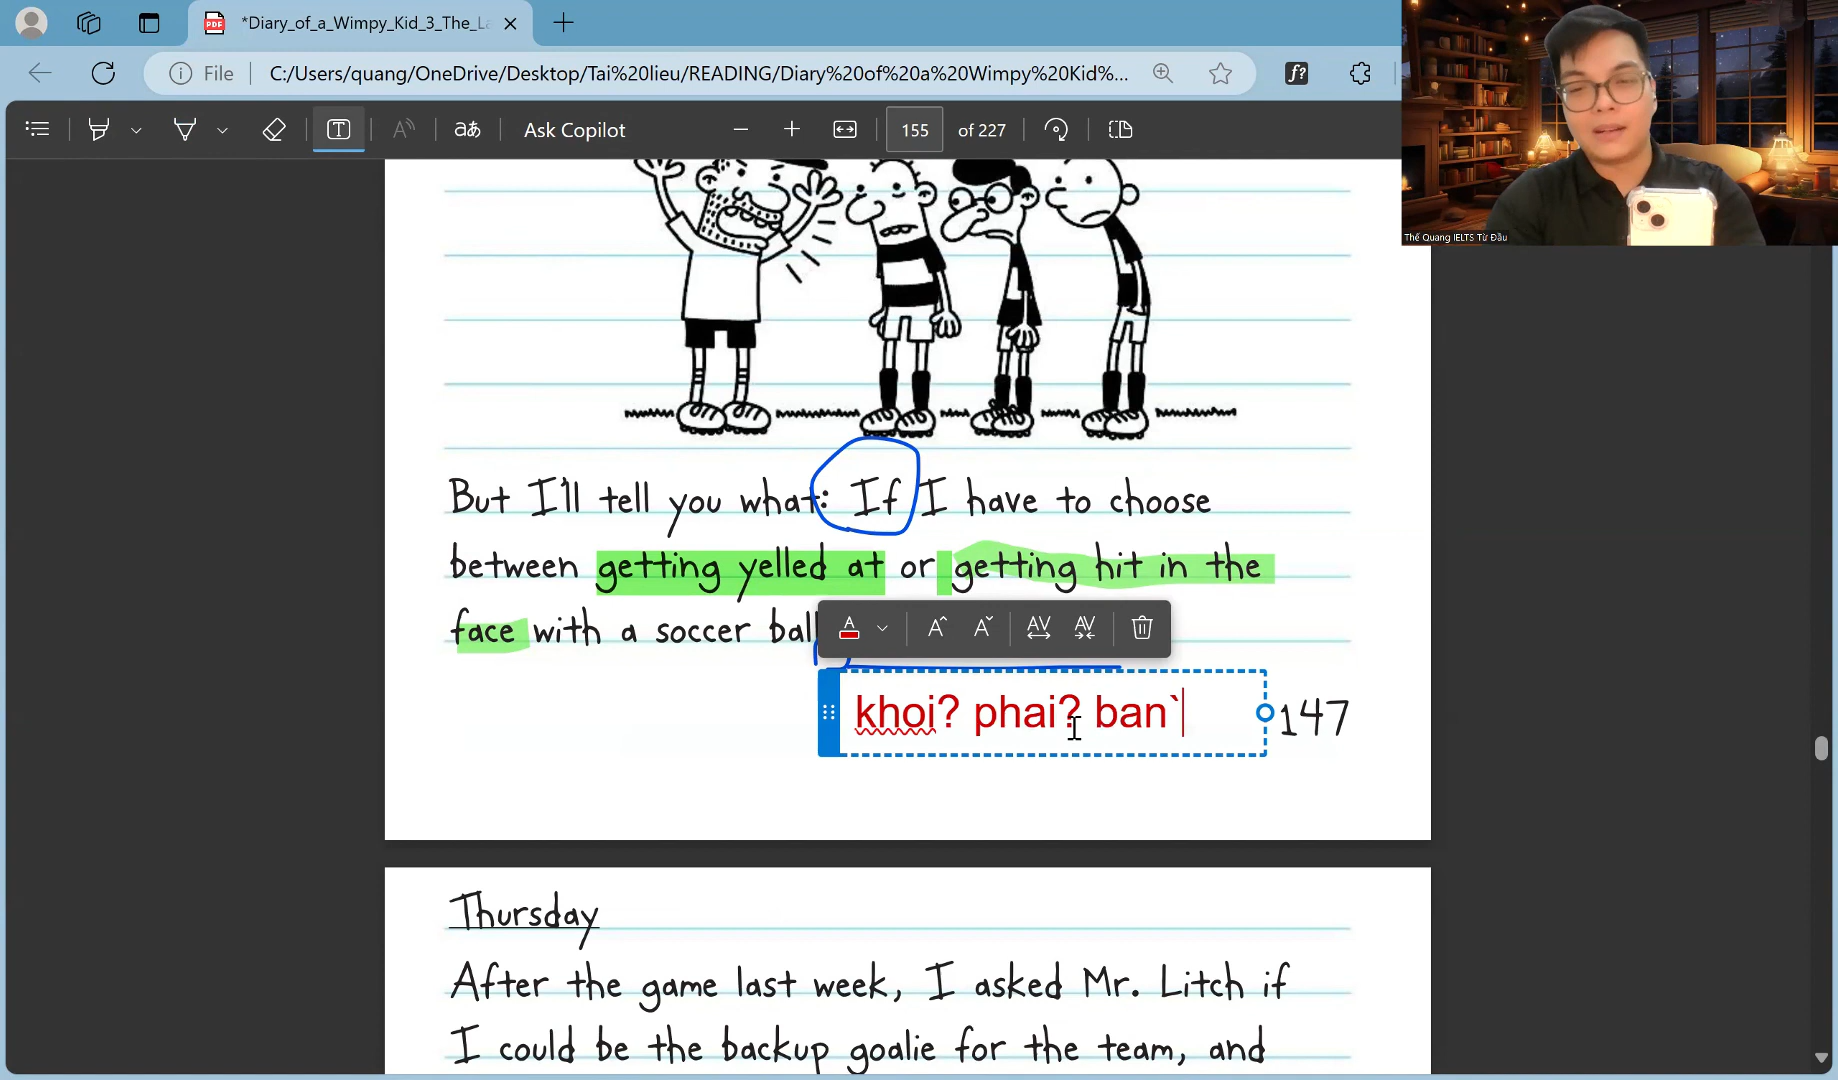 *Diary_of_a_Wimpy_Kid_3_The_La
File
C:/Users/quang/OneDrive/Desktop/Tai%20lieu/READING/Diary%20of%20a%20Wimpy%20Kid%...
Ask Copilot
155 of 227
Thế Quang IELTS Từ Đầu
But I'll tell you what: If I have to choose
between getting yelled at or getting hit in the
face with a soccer ball
khoi? phai? ban`
147
Thursday
After the game last week, I asked Mr. Litch if
I could be the backup goalie for the team, and